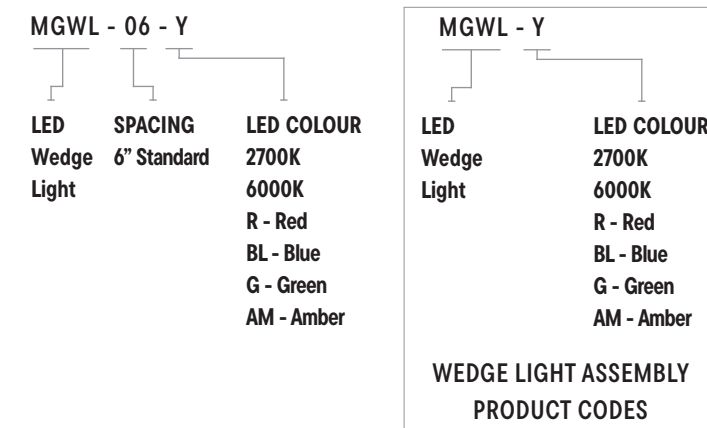 MGWL - 06 - Y
LED SPACING LED COLOUR
Wedge 6” Standard 2700K
Light 6000K
R - Red
BL - Blue
G - Green
AM - Amber
MGWL - Y
LED LED COLOUR
Wedge 2700K
Light 6000K
R - Red
BL - Blue
G - Green
AM - Amber
WEDGE LIGHT ASSEMBLY
PRODUCT CODES